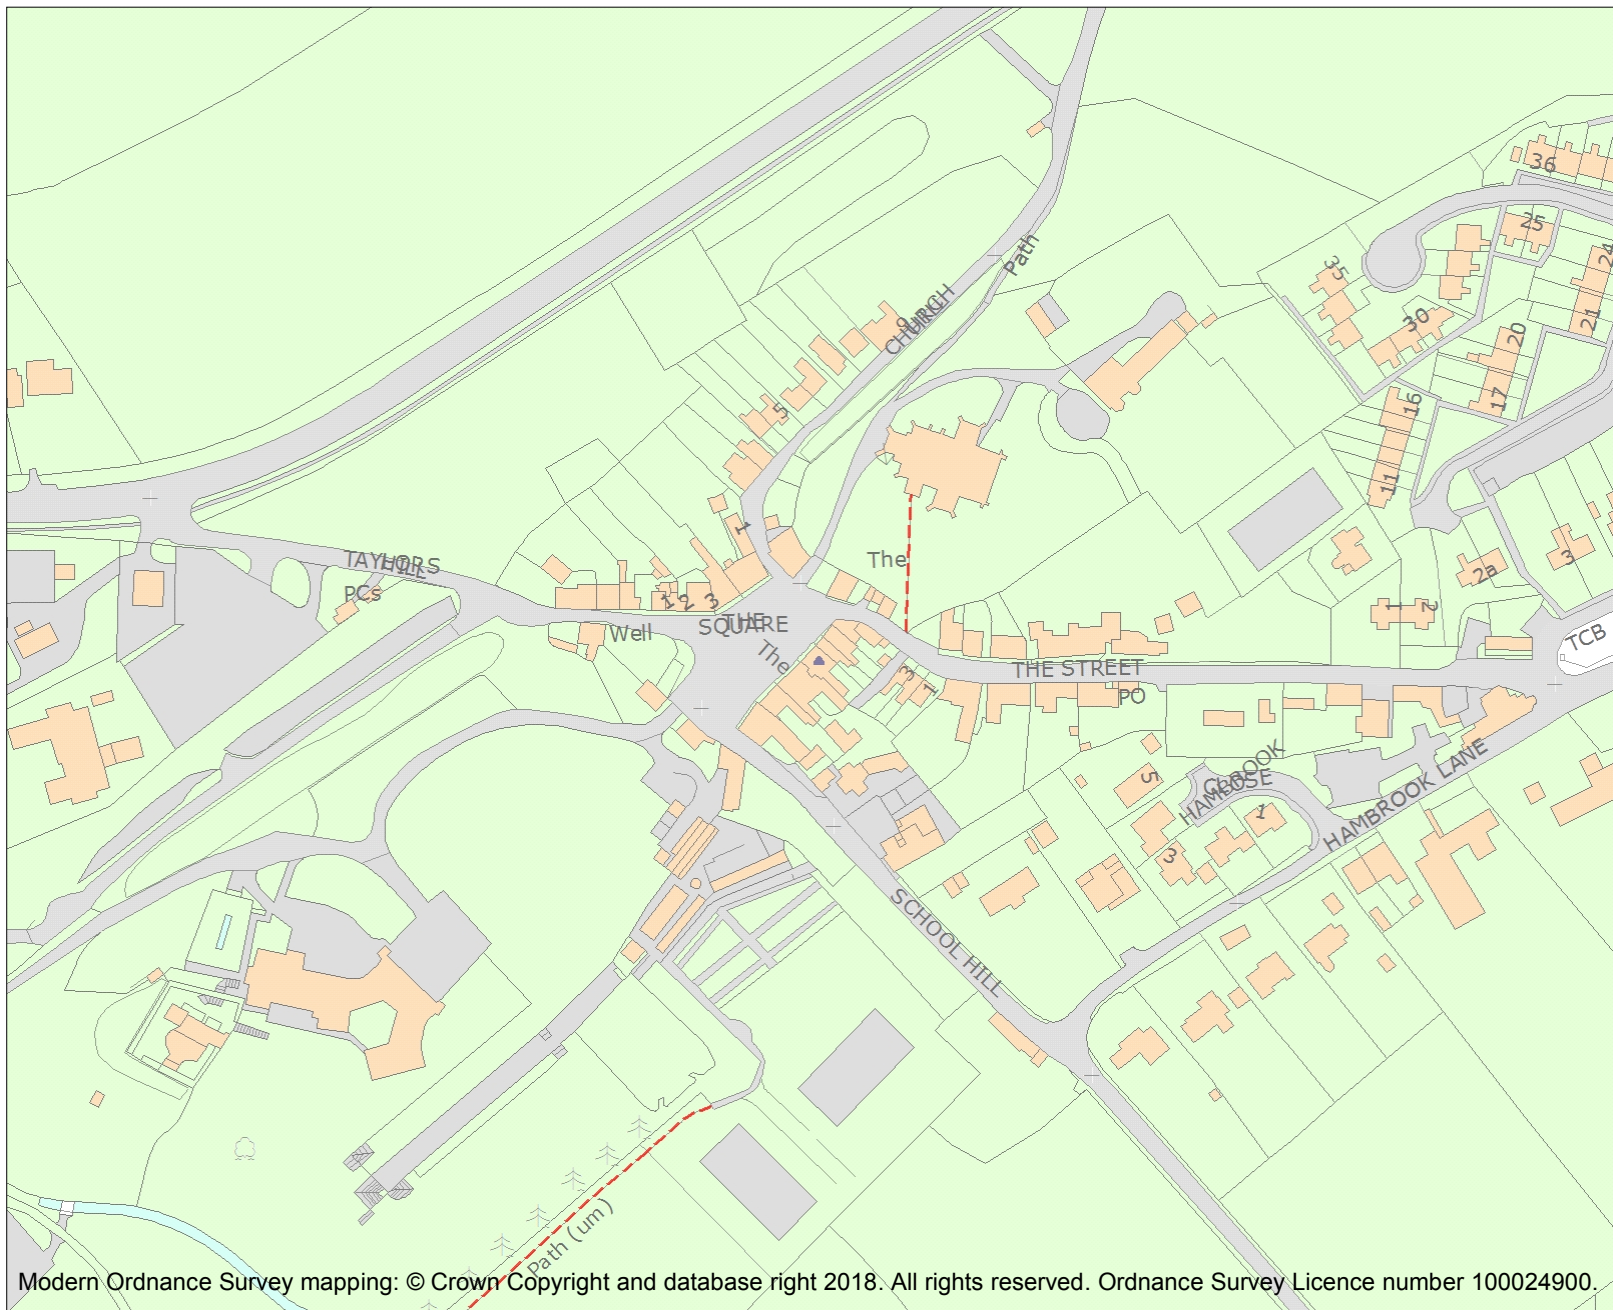 36
25
24
35
Path
CHURCH
HILL
9
30
21
20
17
16
5
11
1
The
3
2a
TAYLORS
HILL
PCs
1 2 3
1
2
Well
THE
SQUARE
The
TCB
3
1
THE STREET
PO
5
HAMBROOK
CLOSE
1
3
HAMBROOK LANE
SCHOOL HILL
Path (um)
Modern Ordnance Survey mapping: © Crown Copyright and database right 2018. All rights reserved. Ordnance Survey Licence number 100024900.